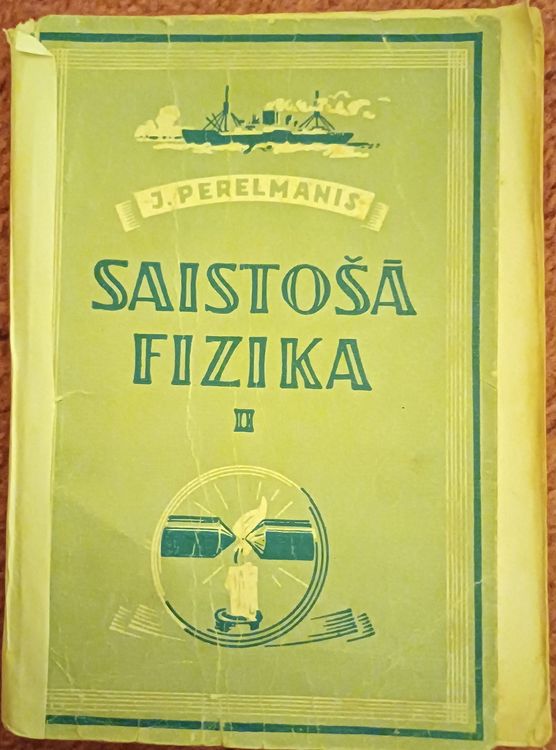 J. PERELMANIS
SAISTOŠĀ
FIZIKA
II